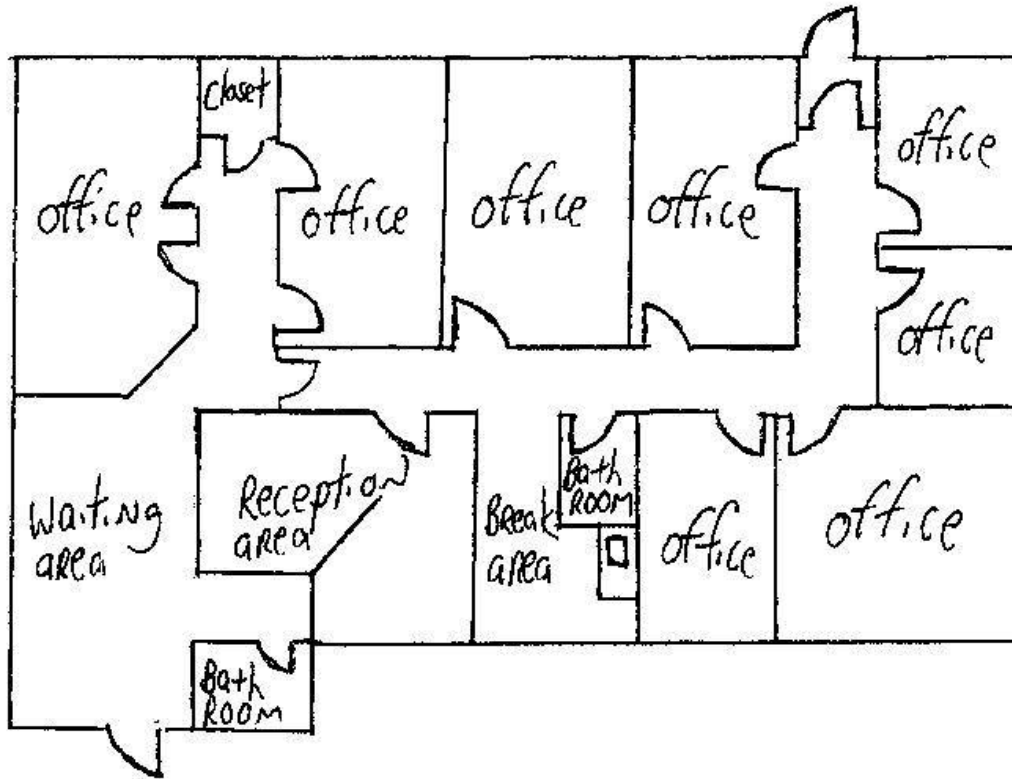 Closet
office
office
office
office
office
office
Waiting
area
Reception
area
Break
area
Bath
Room
office
office
Bath
Room